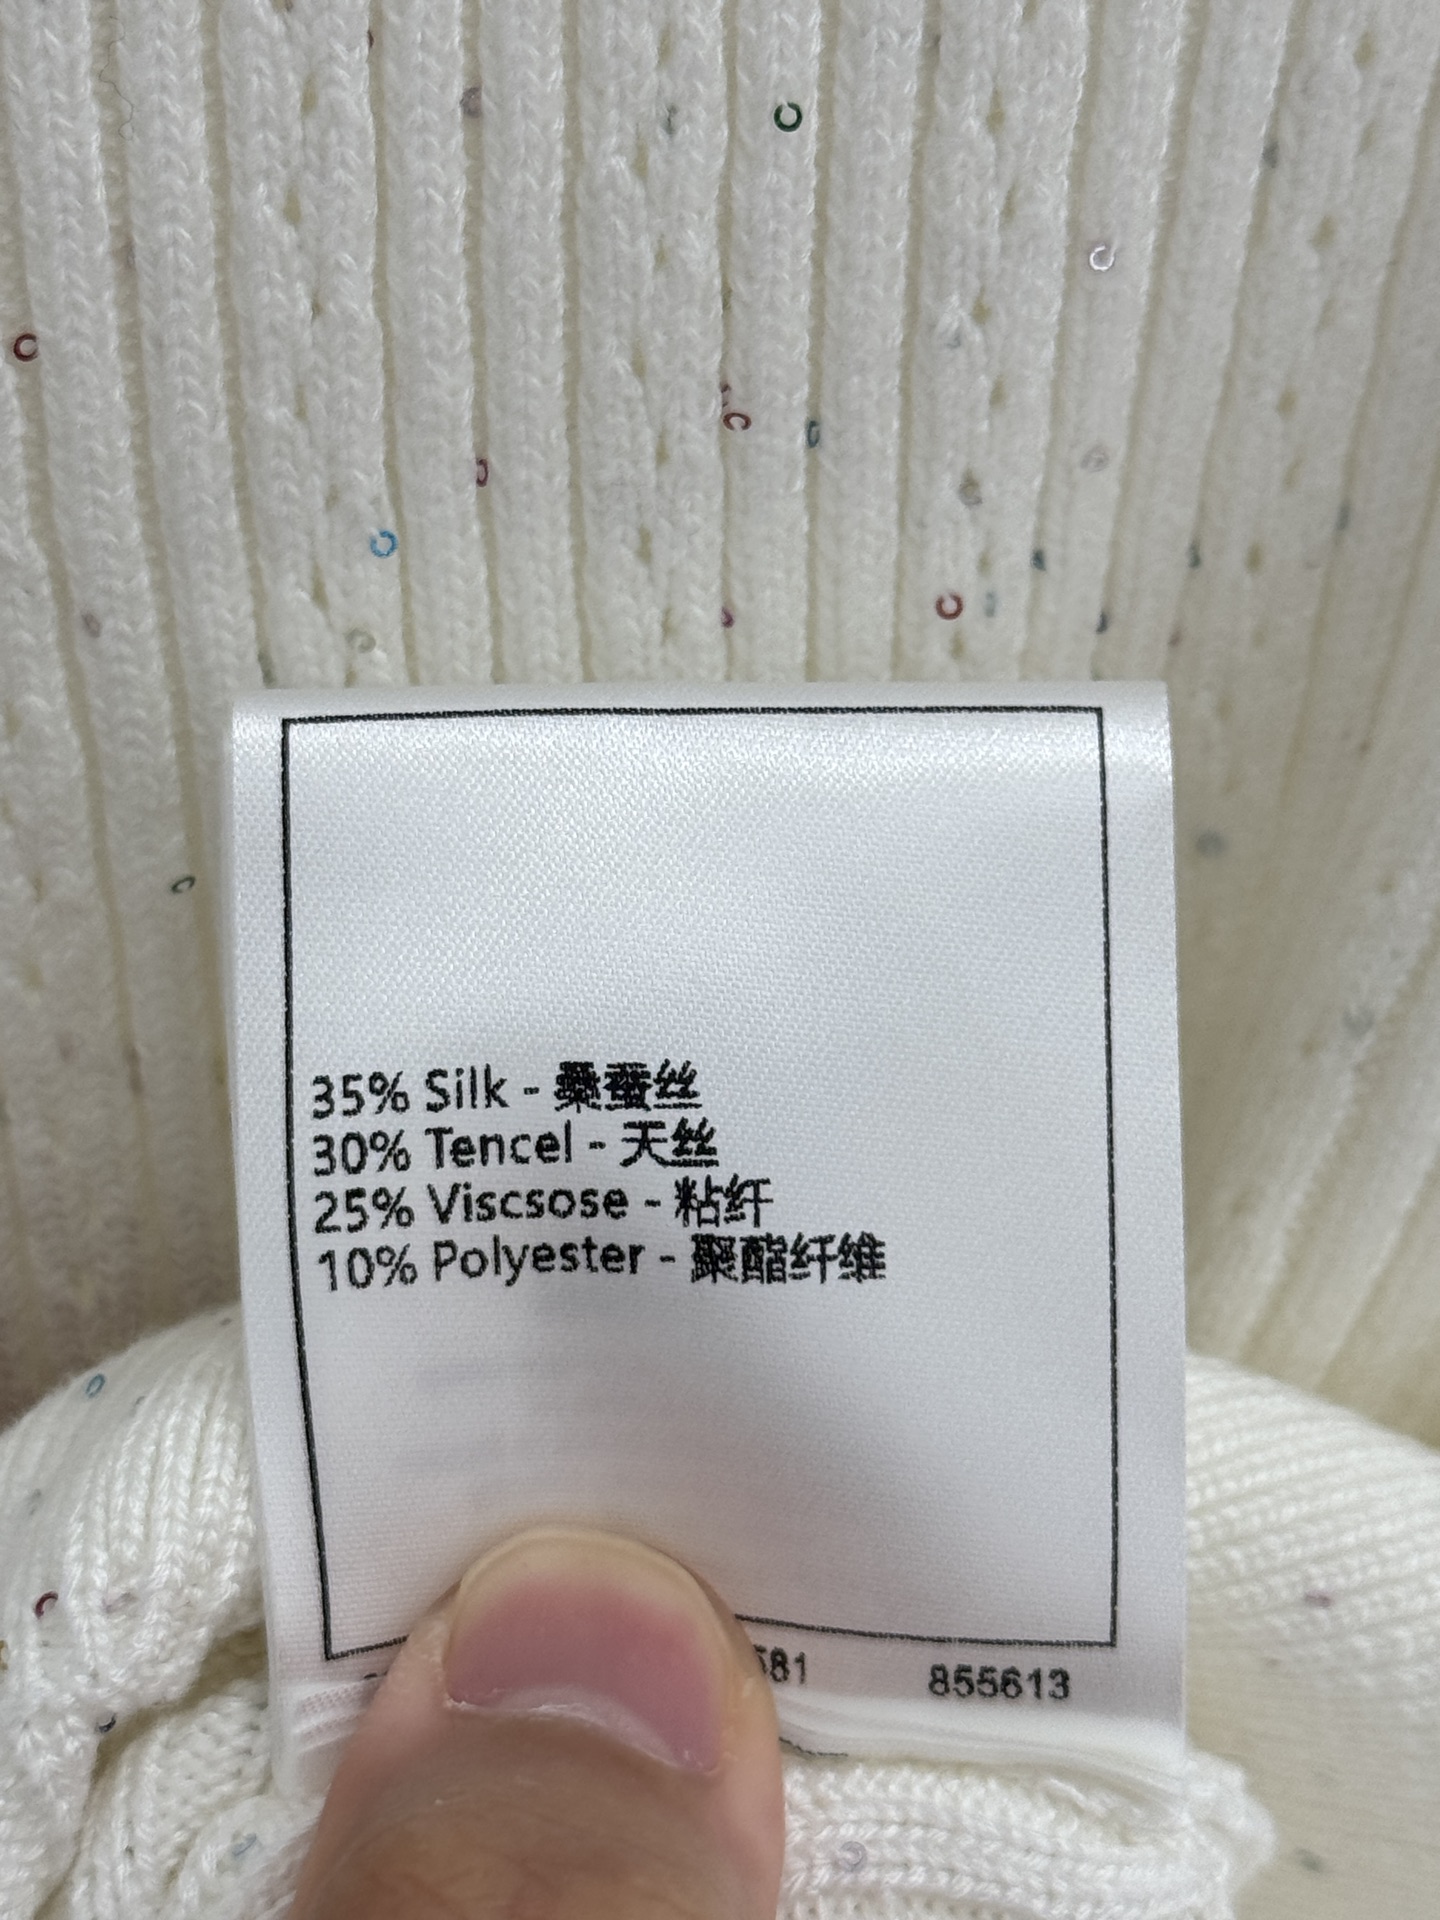 35% Silk - 桑蚕丝
30% Tencel - 天丝
25% Viscsose - 粘纤
10% Polyester - 聚酯纤维
581 855613